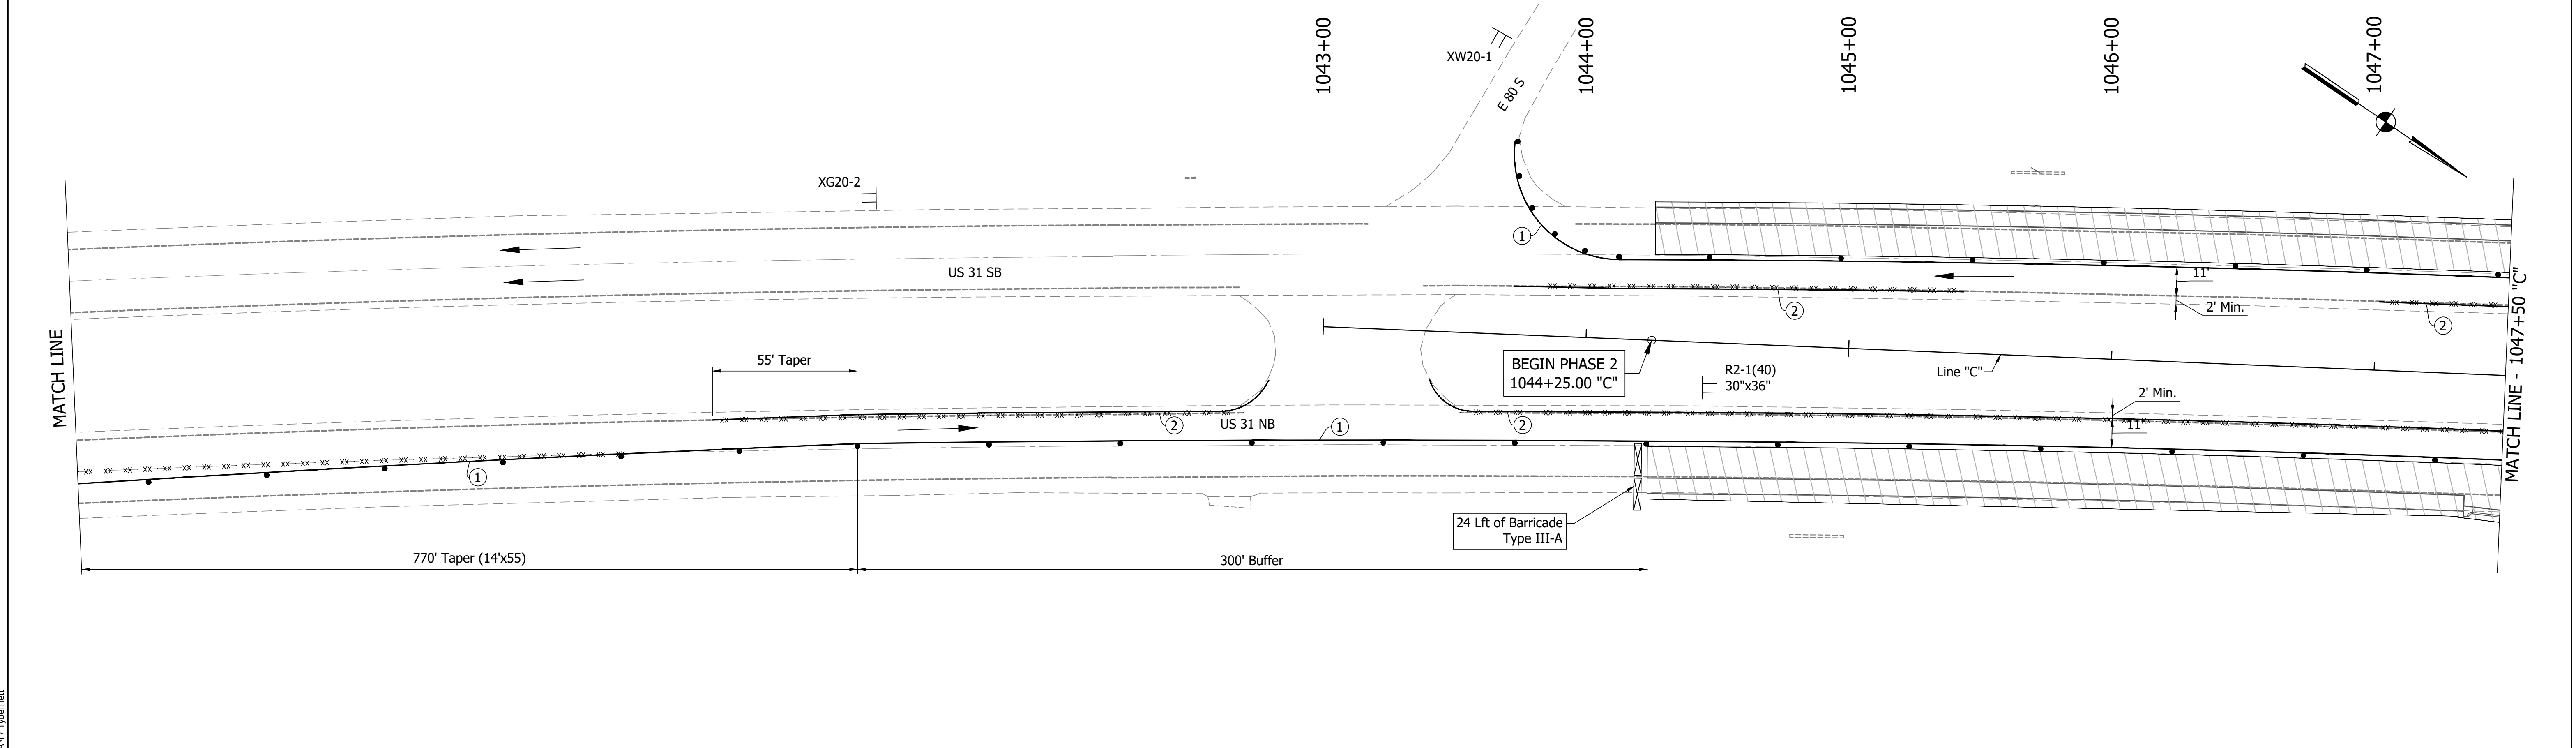 1043+00
1044+00
1045+00
1046+00
1047+00
XW20-1
E 80 S
XG20-2
1
US 31 SB
11'
2' Min.
2
2
MATCH LINE
MATCH LINE - 1047+50 "C"
55' Taper
BEGIN PHASE 2
1044+25.00 "C"
R2-1(40)
30"x36"
Line "C"
2' Min.
11'
2
US 31 NB
1
2
1
24 Lft of Barricade
Type III-A
770' Taper (14'x55)
300' Buffer